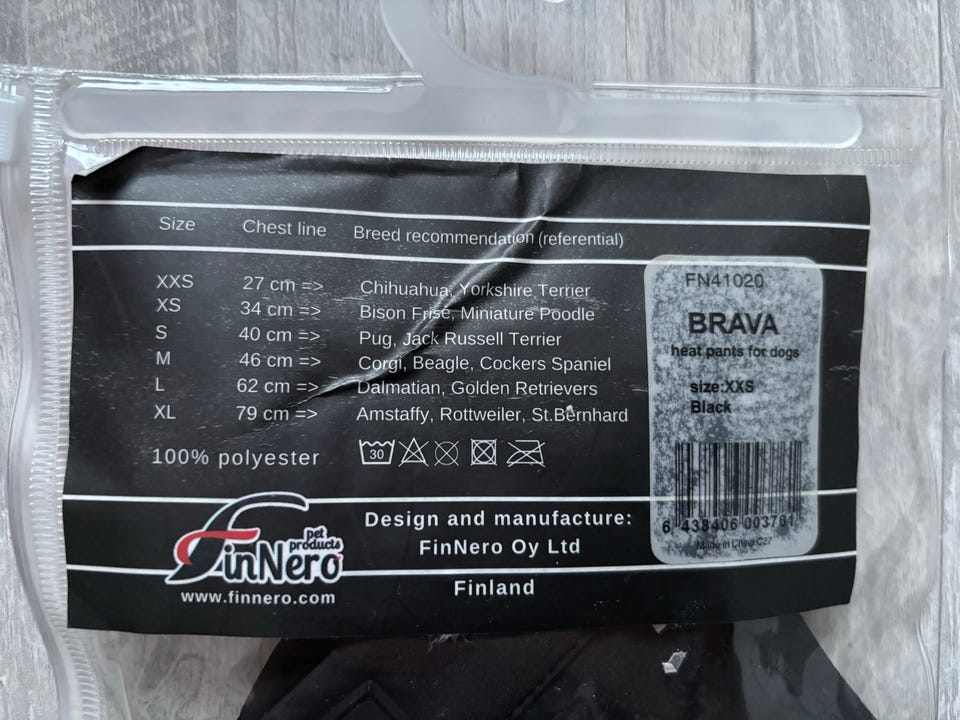 Size Chest line Breed recommendation (referential)
XXS 27 cm => Chihuahua, Yorkshire Terrier
XS 34 cm => Bison Frise, Miniature Poodle
S 40 cm => Pug, Jack Russell Terrier
M 46 cm => Corgi, Beagle, Cockers Spaniel
L 62 cm => Dalmatian, Golden Retrievers
XL 79 cm => Amstaffy, Rottweiler, St.Bernhard
100% polyester 30
FinNero pet products
www.finnero.com
Design and manufacture:
FinNero Oy Ltd
Finland
FN41020
BRAVA
heat pants for dogs
size:XXS
Black
6 438406 003761
Made in China C27